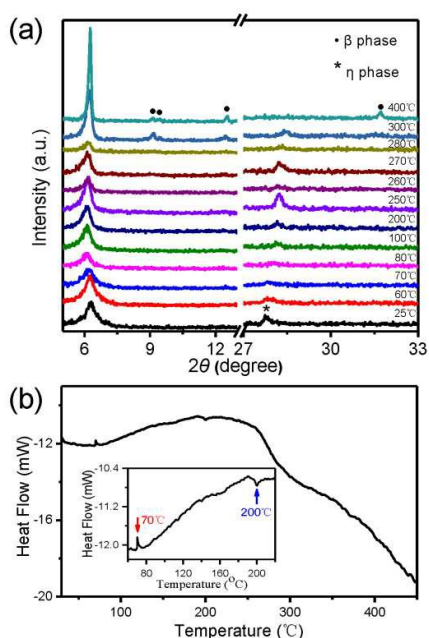 (a)
• β phase
* η phase
• • • •
400℃
300℃
280℃
270℃
260℃
250℃
200℃
100℃
80℃
70℃
60℃
*
25℃
Intensity (a.u.)
6 9 12 27 30 33
2θ (degree)
(b)
-12
-16
-20
Heat Flow (mW)
-10.4
-11.2
-12.0
Heat Flow (mW)
70℃
200℃
80 120 160 200
Temperature (°C)
100 200 300 400
Temperature (℃)